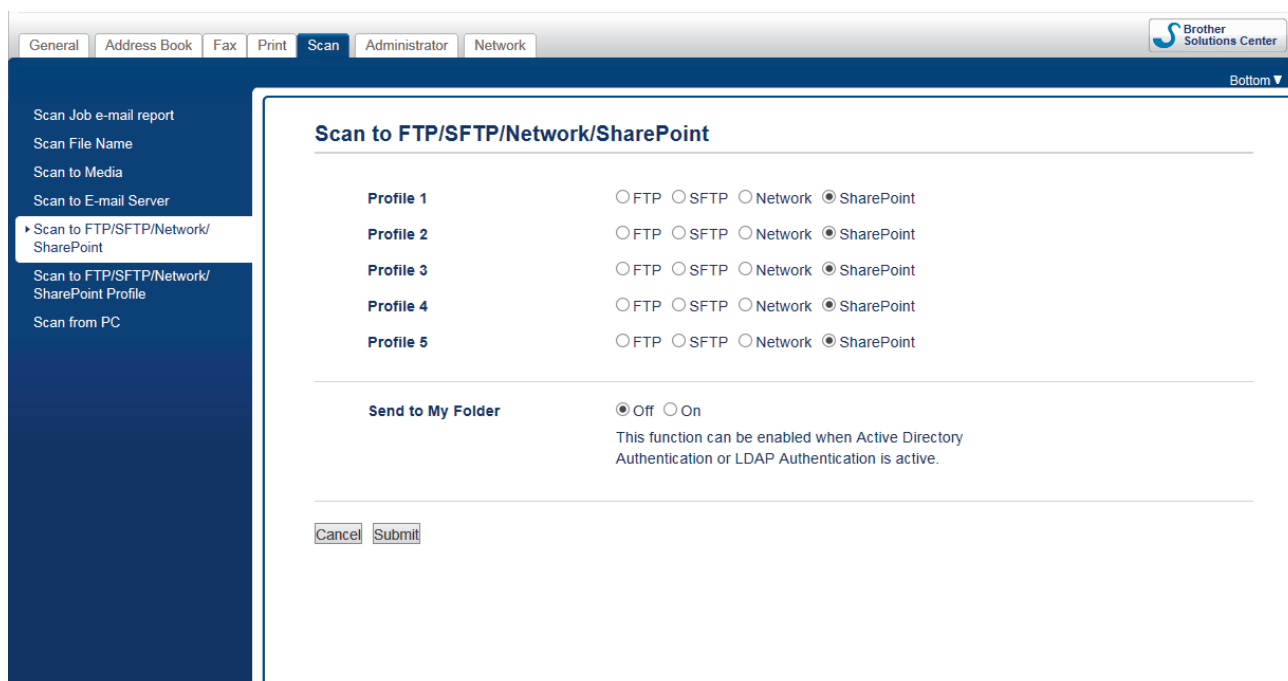 General Address Book Fax Print Scan Administrator Network
Brother
Solutions Center
Bottom▼
Scan Job e-mail report
Scan File Name
Scan to Media
Scan to E-mail Server
Scan to FTP/SFTP/Network/
SharePoint
Scan to FTP/SFTP/Network/
SharePoint Profile
Scan from PC
Scan to FTP/SFTP/Network/SharePoint
Profile 1 FTP SFTP Network SharePoint
Profile 2 FTP SFTP Network SharePoint
Profile 3 FTP SFTP Network SharePoint
Profile 4 FTP SFTP Network SharePoint
Profile 5 FTP SFTP Network SharePoint
Send to My Folder Off On
This function can be enabled when Active Directory
Authentication or LDAP Authentication is active.
Cancel Submit